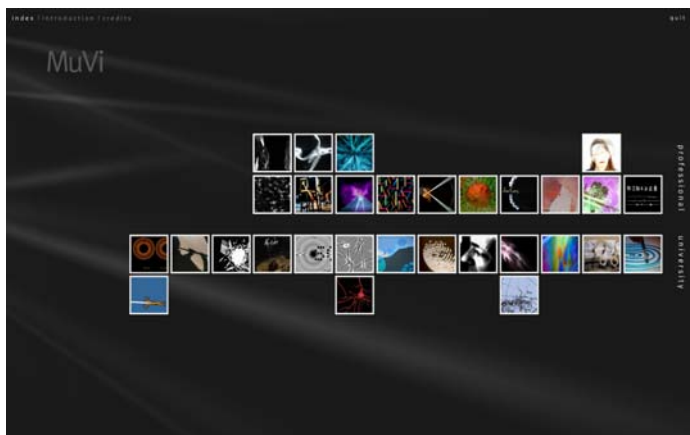 index / introduction / credits
quit
MuVi
professional
university